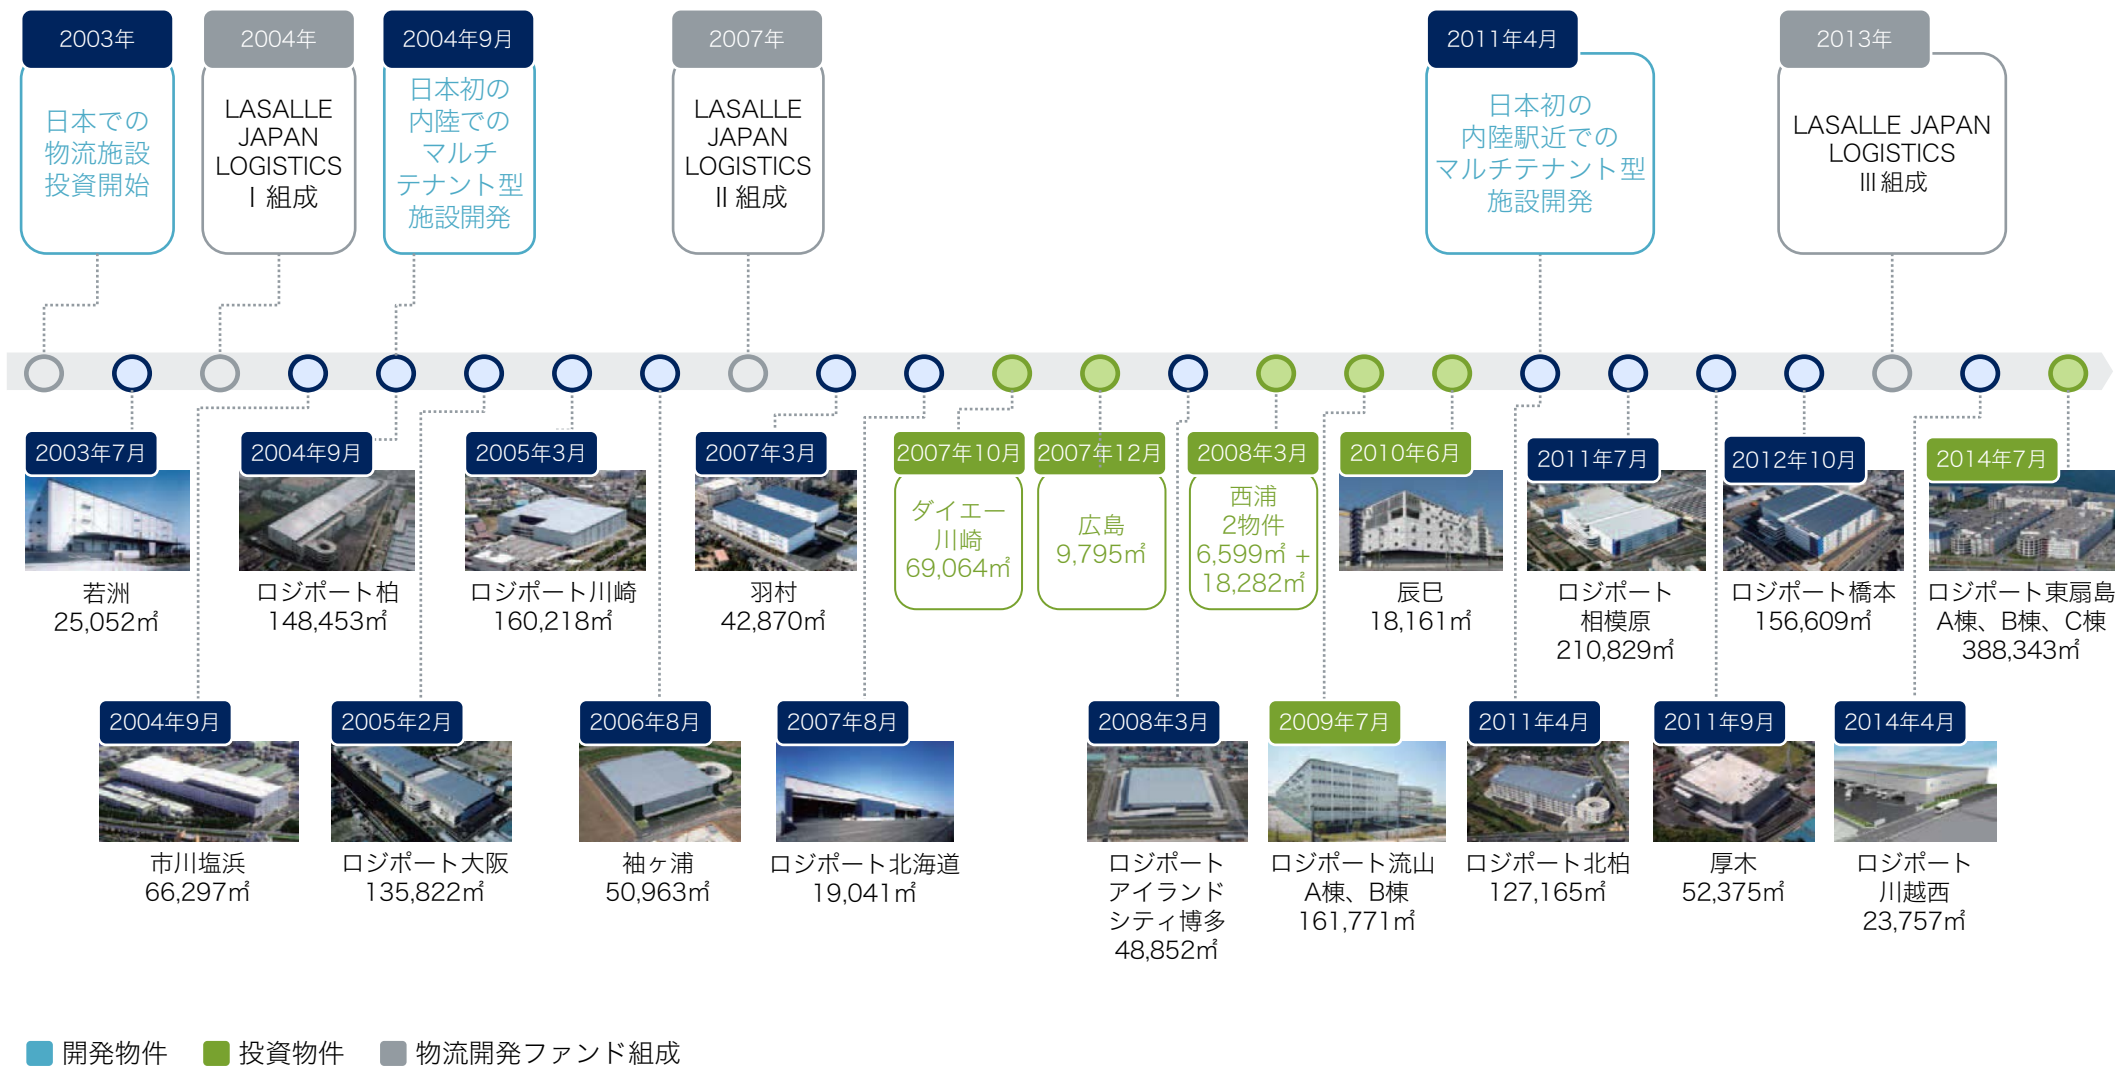 2003年
日本での
物流施設
投資開始
2004年
LASALLE
JAPAN
LOGISTICS
Ⅰ 組成
2004年9月
日本初の
内陸での
マルチ
テナント型
施設開発
2007年
LASALLE
JAPAN
LOGISTICS
Ⅱ 組成
2011年4月
日本初の
内陸駅近での
マルチテナント型
施設開発
2013年
LASALLE JAPAN
LOGISTICS
Ⅲ 組成
2003年7月
若洲
25,052㎡
2004年9月
ロジポート柏
148,453㎡
2005年3月
ロジポート川崎
160,218㎡
2007年3月
羽村
42,870㎡
2007年10月
ダイエー
川崎
69,064㎡
2007年12月
広島
9,795㎡
2008年3月
西浦
2物件
6,599㎡ +
18,282㎡
2010年6月
辰巳
18,161㎡
2011年7月
ロジポート
相模原
210,829㎡
2012年10月
ロジポート橋本
156,609㎡
2014年7月
ロジポート東扇島
A棟、B棟、C棟
388,343㎡
2004年9月
市川塩浜
66,297㎡
2005年2月
ロジポート大阪
135,822㎡
2006年8月
袖ヶ浦
50,963㎡
2007年8月
ロジポート北海道
19,041㎡
2008年3月
ロジポート
アイランド
シティ博多
48,852㎡
2009年7月
ロジポート流山
A棟、B棟
161,771㎡
2011年4月
ロジポート北柏
127,165㎡
2011年9月
厚木
52,375㎡
2014年4月
ロジポート
川越西
23,757㎡
開発物件
投資物件
物流開発ファンド組成